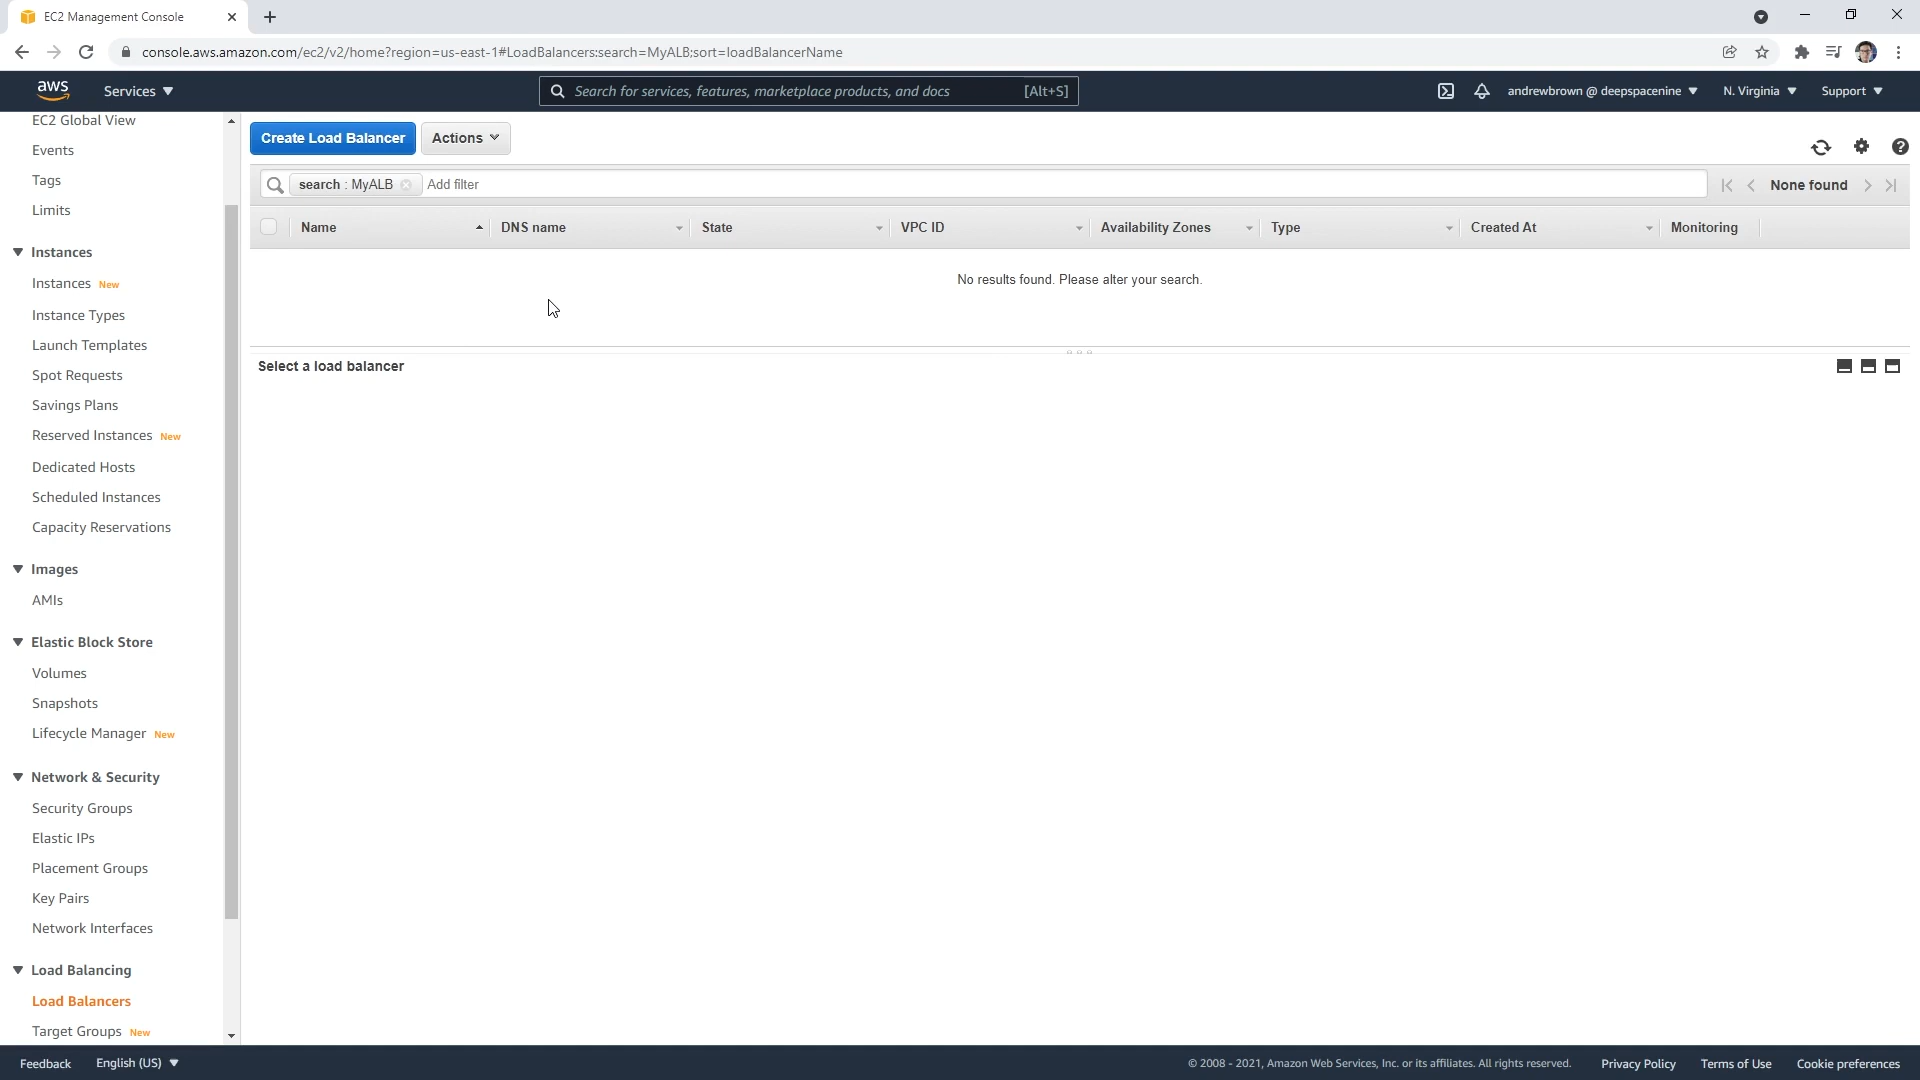 EC2 Management Console
console.aws.amazon.com/ec2/v2/home?region=us-east-1#LoadBalancers:search=MyALB;sort=loadBalancerName
aws
Services
Search for services, features, marketplace products, and docs
[Alt+S]
andrewbrown @ deepspacenine
N. Virginia
Support
EC2 Global View
Events
Tags
Limits
Instances
Instances New
Instance Types
Launch Templates
Spot Requests
Savings Plans
Reserved Instances New
Dedicated Hosts
Scheduled Instances
Capacity Reservations
Images
AMIs
Elastic Block Store
Volumes
Snapshots
Lifecycle Manager New
Network & Security
Security Groups
Elastic IPs
Placement Groups
Key Pairs
Network Interfaces
Load Balancing
Load Balancers
Target Groups New
Create Load Balancer
Actions
search : MyALB
Add filter
None found
Name
DNS name
State
VPC ID
Availability Zones
Type
Created At
Monitoring
No results found. Please alter your search.
Select a load balancer
Feedback
English (US)
© 2008 - 2021, Amazon Web Services, Inc. or its affiliates. All rights reserved.
Privacy Policy
Terms of Use
Cookie preferences